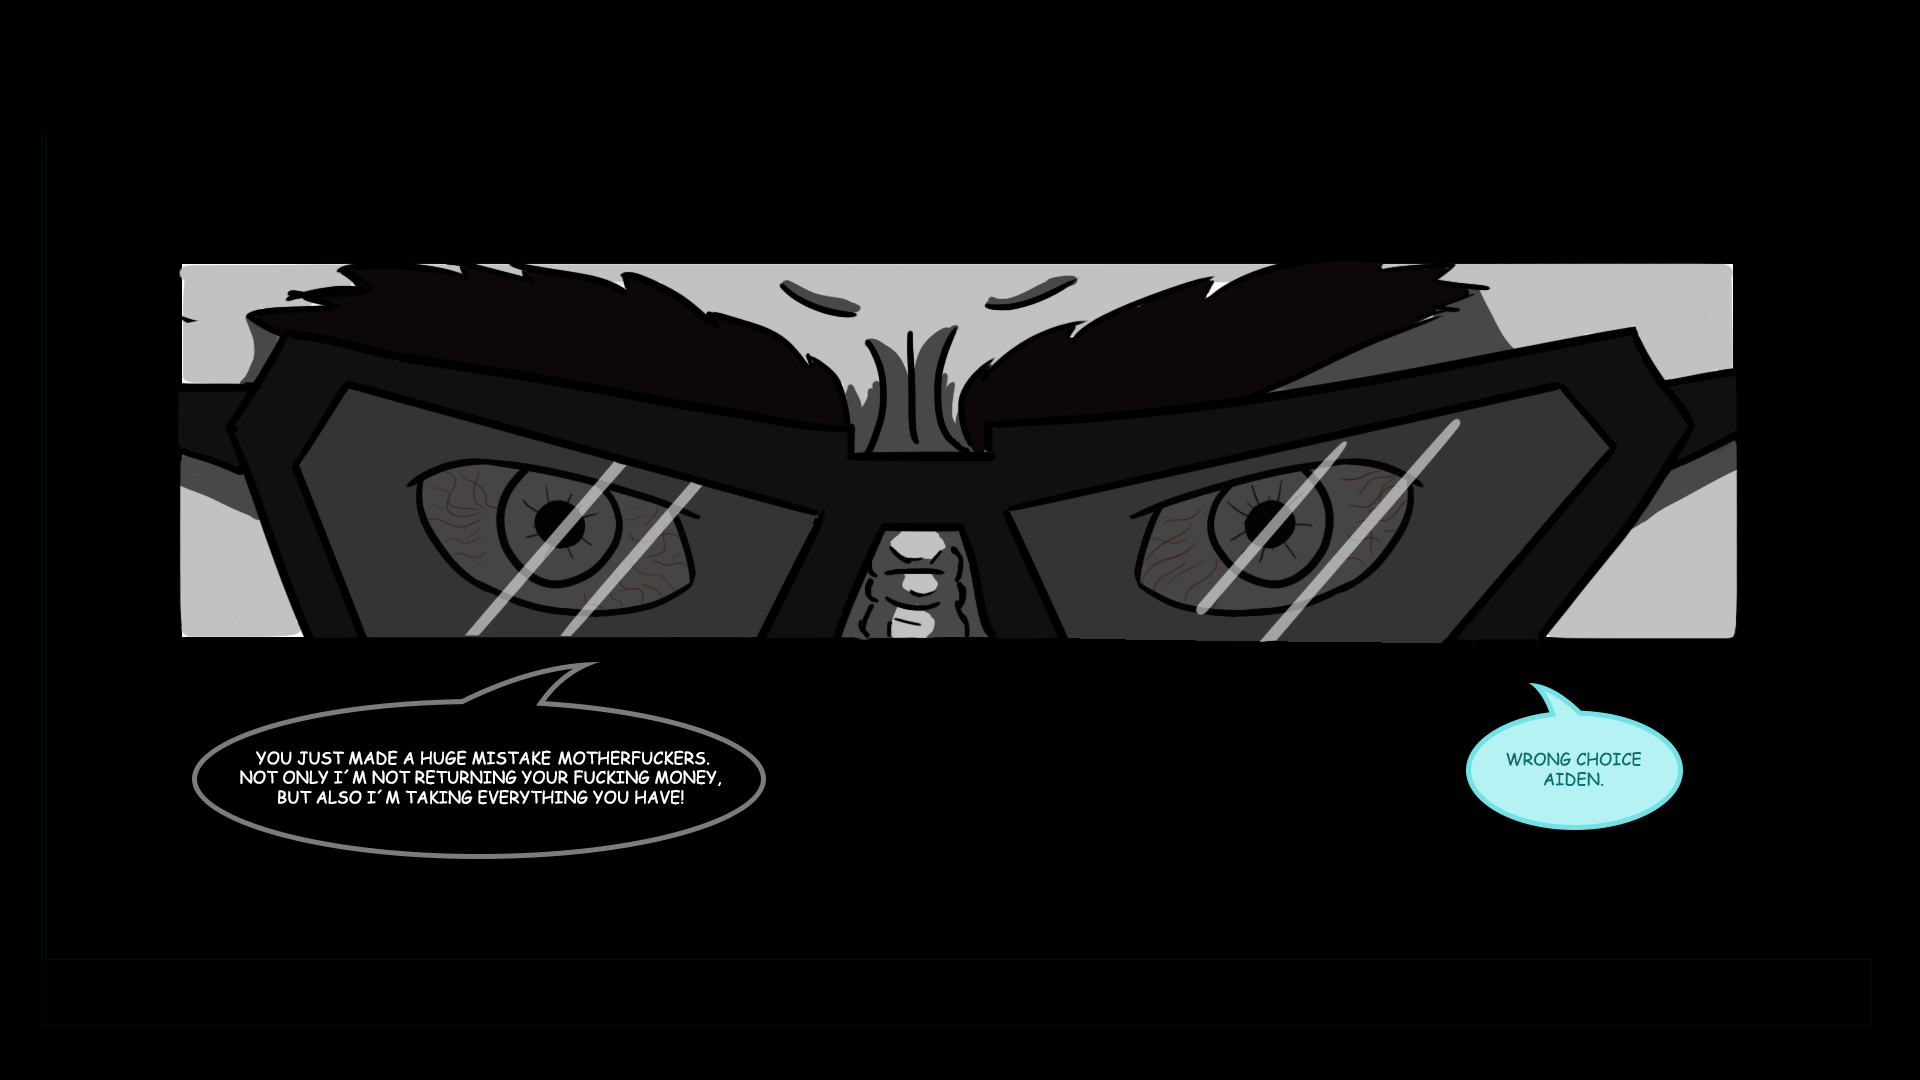 YOU JUST MADE A HUGE MISTAKE MOTHERFUCKERS.
NOT ONLY I´M NOT RETURNING YOUR FUCKING MONEY,
BUT ALSO I´M TAKING EVERYTHING YOU HAVE!
WRONG CHOICE
AIDEN.